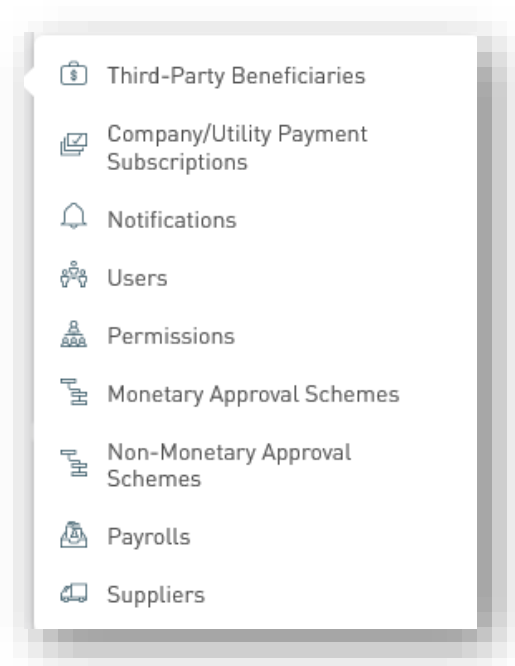 Third-Party Beneficiaries
Company/Utility Payment
Subscriptions
Notifications
Users
Permissions
Monetary Approval Schemes
Non-Monetary Approval
Schemes
Payrolls
Suppliers